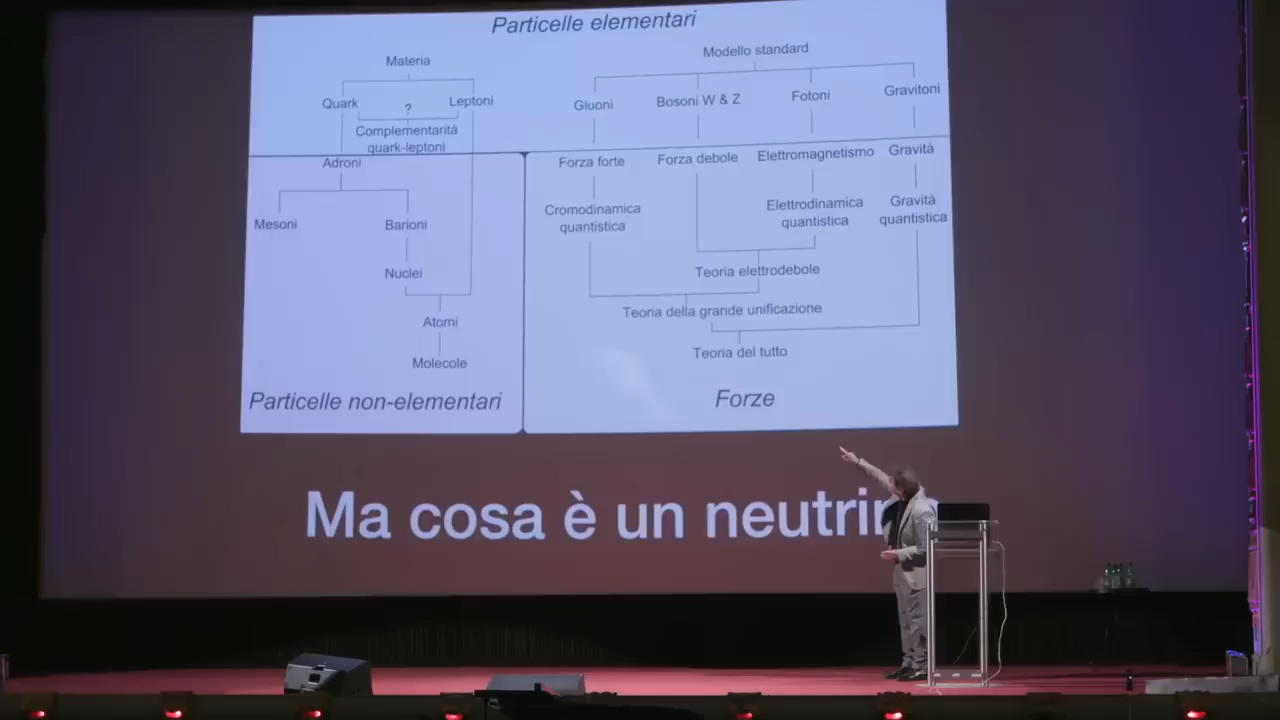 Particelle elementari
Materia
Modello standard
Quark
?
Leptoni
Gluoni
Bosoni W & Z
Fotoni
Gravitoni
Complementarità
quark-leptoni
Adroni
Forza forte
Forza debole
Elettromagnetismo
Gravità
Mesoni
Barioni
Cromodinamica
quantistica
Elettrodinamica
quantistica
Gravità
quantistica
Nuclei
Teoria elettrodebole
Atomi
Teoria della grande unificazione
Molecole
Teoria del tutto
Particelle non-elementari
Forze
Ma cosa è un